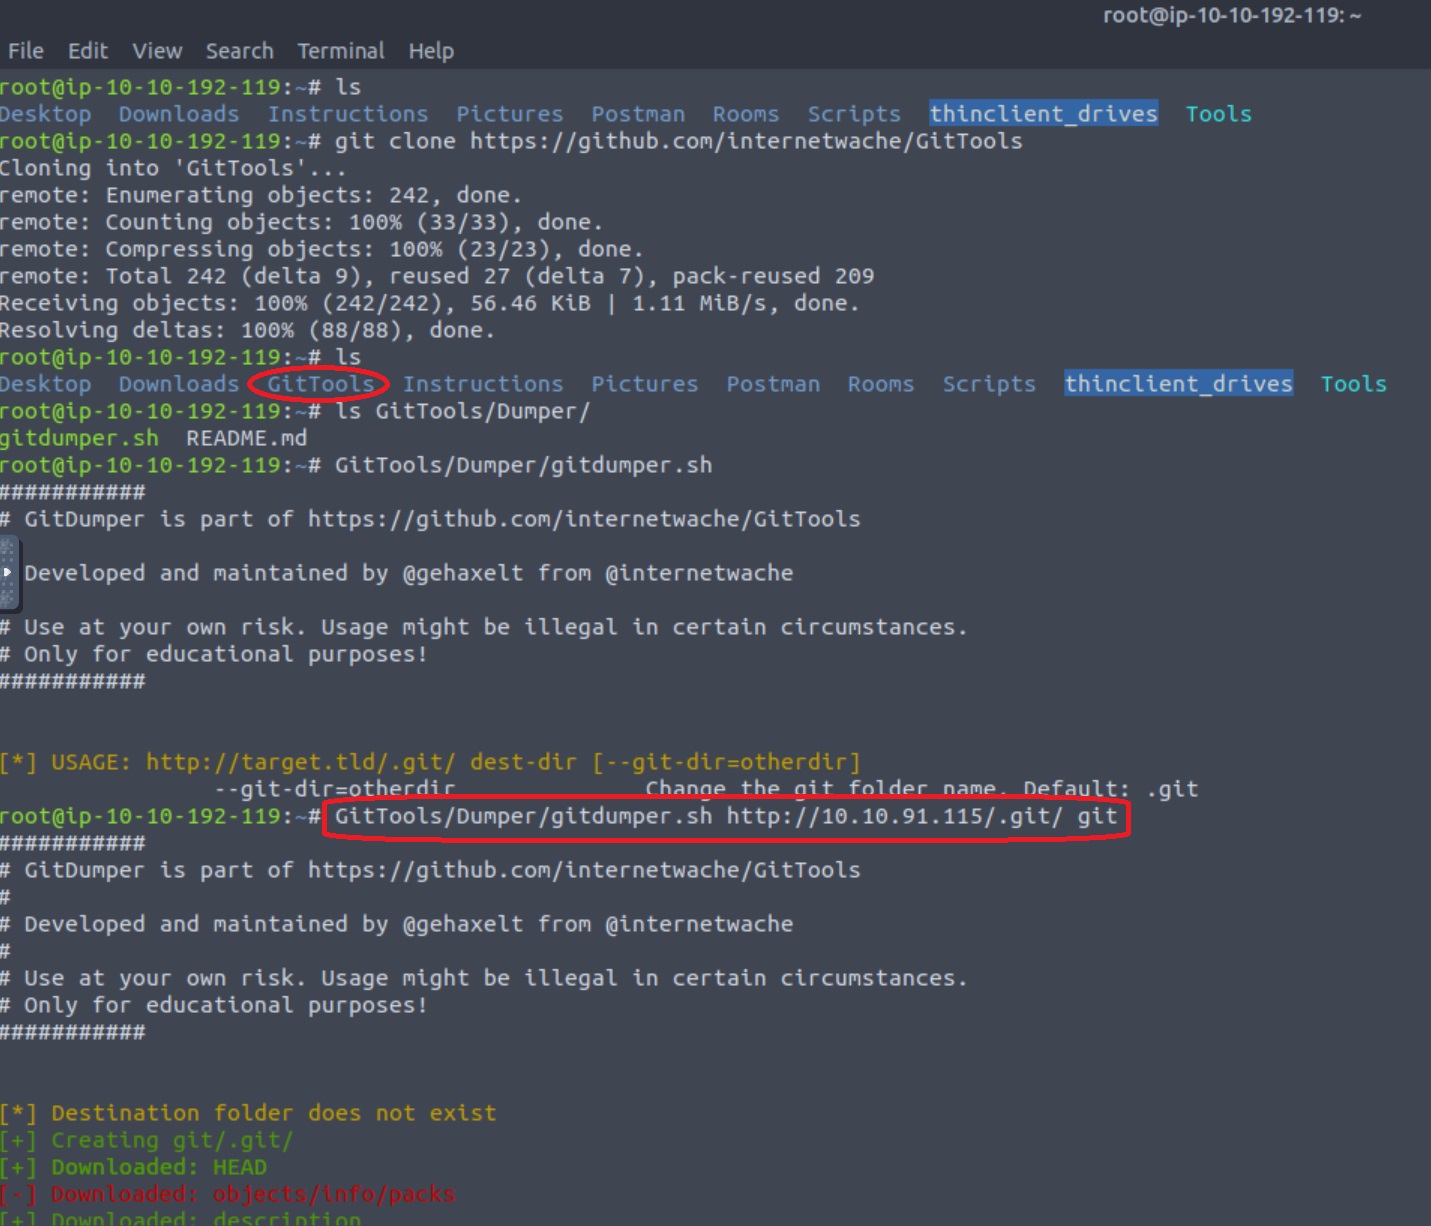 root@ip-10-10-192-119: ~
File Edit View Search Terminal Help
root@ip-10-10-192-119:~# ls
Desktop Downloads Instructions Pictures Postman Rooms Scripts thinclient_drives Tools
root@ip-10-10-192-119:~# git clone https://github.com/internetwache/GitTools
Cloning into 'GitTools'...
remote: Enumerating objects: 242, done.
remote: Counting objects: 100% (33/33), done.
remote: Compressing objects: 100% (23/23), done.
remote: Total 242 (delta 9), reused 27 (delta 7), pack-reused 209
Receiving objects: 100% (242/242), 56.46 KiB | 1.11 MiB/s, done.
Resolving deltas: 100% (88/88), done.
root@ip-10-10-192-119:~# ls
Desktop Downloads GitTools Instructions Pictures Postman Rooms Scripts thinclient_drives Tools
root@ip-10-10-192-119:~# ls GitTools/Dumper/
gitdumper.sh README.md
root@ip-10-10-192-119:~# GitTools/Dumper/gitdumper.sh
###########
# GitDumper is part of https://github.com/internetwache/GitTools
Developed and maintained by @gehaxelt from @internetwache
# Use at your own risk. Usage might be illegal in certain circumstances.
# Only for educational purposes!
###########
[*] USAGE: http://target.tld/.git/ dest-dir [--git-dir=otherdir]
--git-dir=otherdir Change the git folder name. Default: .git
root@ip-10-10-192-119:~# GitTools/Dumper/gitdumper.sh http://10.10.91.115/.git/ git
###########
# GitDumper is part of https://github.com/internetwache/GitTools
#
# Developed and maintained by @gehaxelt from @internetwache
#
# Use at your own risk. Usage might be illegal in certain circumstances.
# Only for educational purposes!
###########
[*] Destination folder does not exist
[+] Creating git/.git/
[+] Downloaded: HEAD
[-] Downloaded: objects/info/packs
[+] Downloaded: description